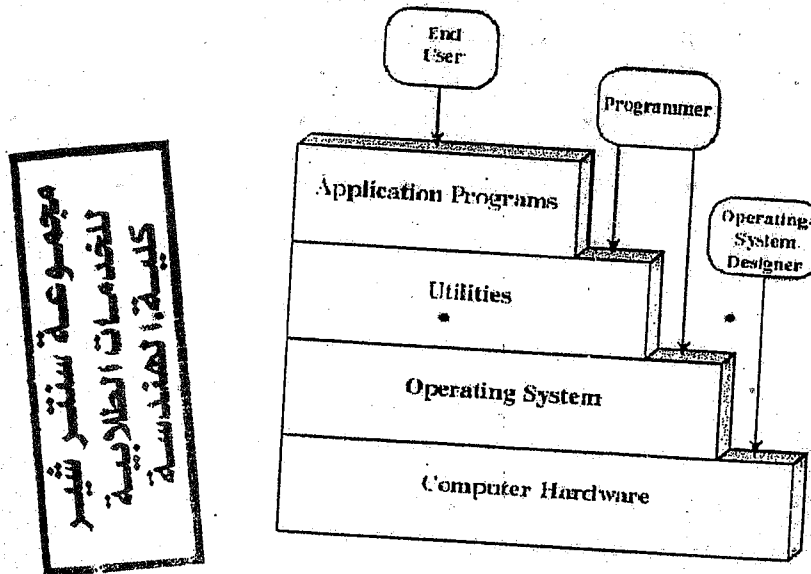 End
User
Programmer
Operating-
System
Designer
Application Programs
Utilities
Operating System
Computer Hardware
مجموعة سنتر شير
للخدمات الطلابية
كلية الهندسة